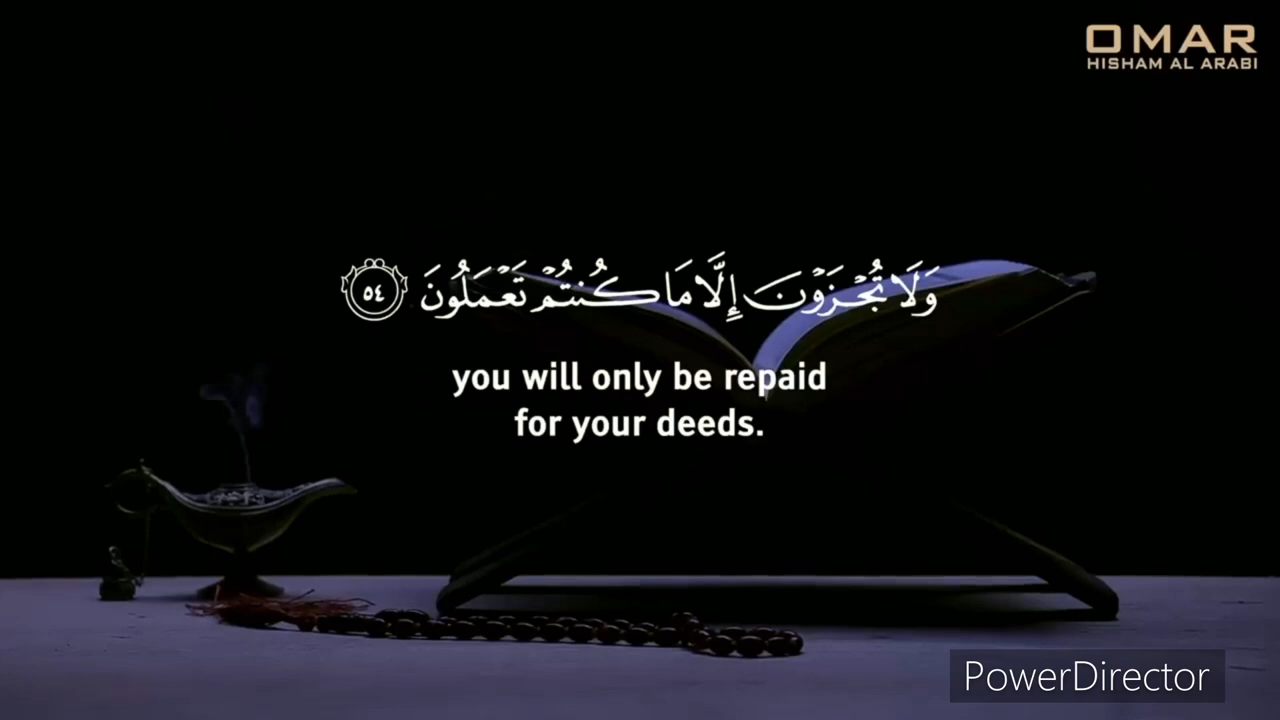 OMAR
HISHAM AL ARABI
وَلَا تُجْزَوْنَ إِلَّا مَا كُنتُمْ تَعْمَلُونَ ٥٤
you will only be repaid
for your deeds.
PowerDirector